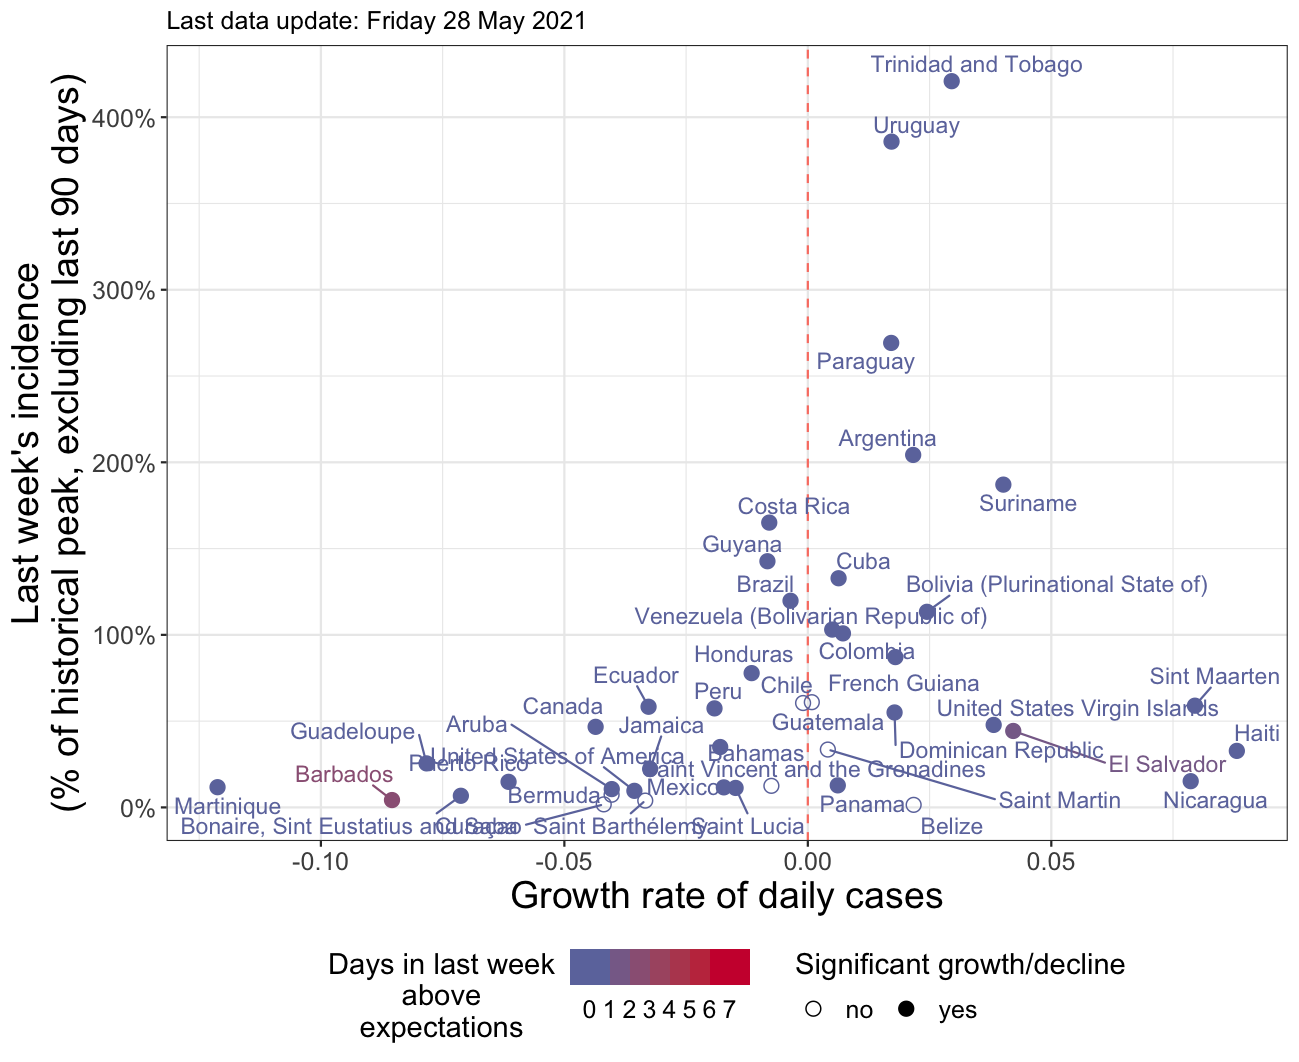 Last data update: Friday 28 May 2021
Last week's incidence
(% of historical peak, excluding last 90 days)
400%
300%
200%
100%
0%
Trinidad and Tobago
Uruguay
Paraguay
Argentina
Suriname
Costa Rica
Guyana
Cuba
Brazil
Bolivia (Plurinational State of)
Venezuela (Bolivarian Republic of)
Colombia
Honduras
Ecuador
Chile
French Guiana
Sint Maarten
Peru
Canada
United States Virgin Islands
Aruba
Jamaica
Guatemala
Guadeloupe
Haiti
Dominican Republic
United States of America
Bahamas
Puerto Rico
El Salvador
Barbados
Saint Vincent and the Grenadines
Mexico
Bermuda
Saint Martin
Nicaragua
Martinique
Panama
Bonaire, Sint Eustatius and Saba
Curaçao
Saint Barthélemy
Saint Lucia
Belize
-0.10
-0.05
0.00
0.05
Growth rate of daily cases
Days in last week
above
expectations
0 1 2 3 4 5 6 7
Significant growth/decline
no
yes